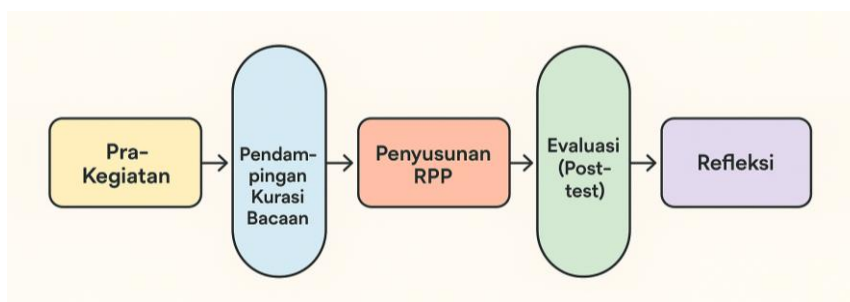 Pra-
Kegiatan
Pendam-
pingan
Kurasi
Bacaan
Penyusunan
RPP
Evaluasi
(Post-
test)
Refleksi